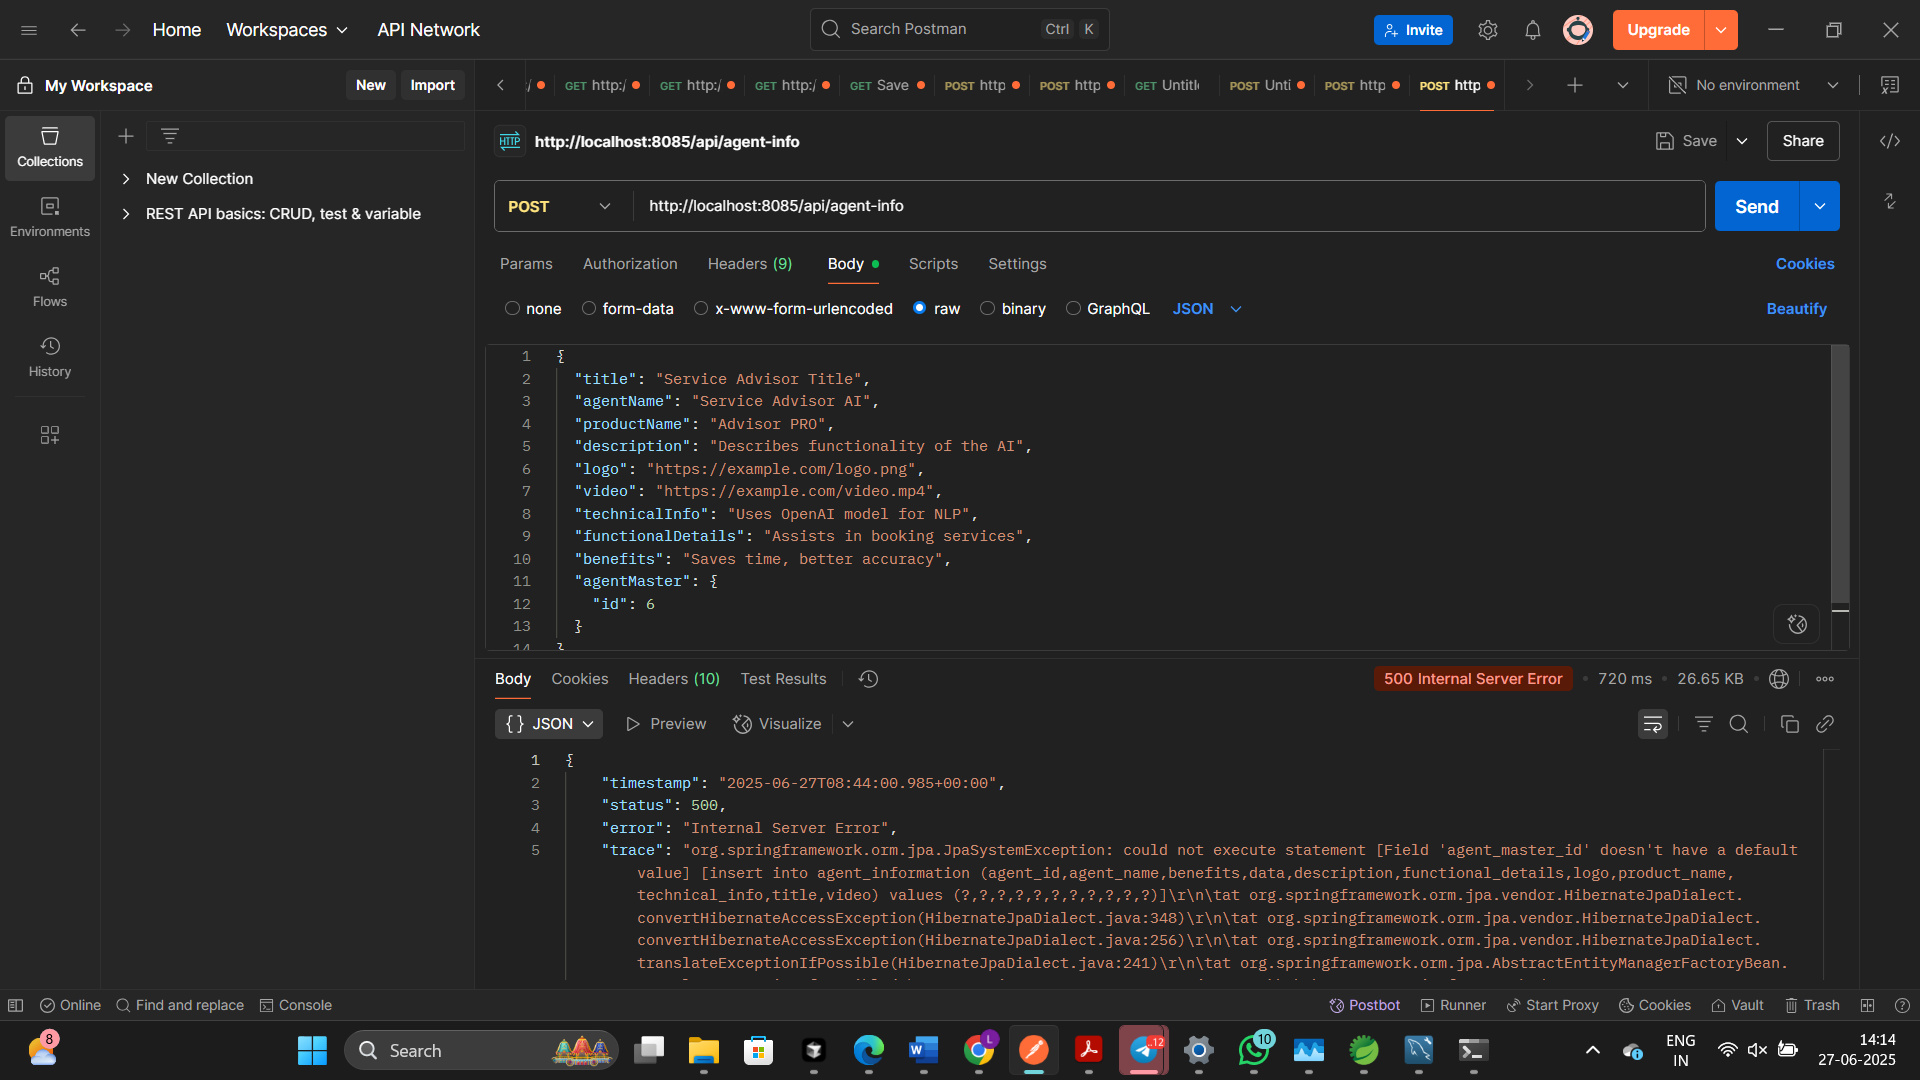 Home
Workspaces
API Network
Search Postman
Ctrl K
Invite
Upgrade
My Workspace
New
Import
GET http:/
GET http:/
GET http:/
GET Save
POST http
POST http
GET Untitl
POST Unti
POST http
POST http
No environment
Collections
Environments
Flows
History
New Collection
REST API basics: CRUD, test & variable
HTTP
http://localhost:8085/api/agent-info
Save
Share
POST
http://localhost:8085/api/agent-info
Send
Params
Authorization
Headers (9)
Body
Scripts
Settings
Cookies
none
form-data
x-www-form-urlencoded
raw
binary
GraphQL
JSON
Beautify
1 {
2 "title": "Service Advisor Title",
3 "agentName": "Service Advisor AI",
4 "productName": "Advisor PRO",
5 "description": "Describes functionality of the AI",
6 "logo": "https://example.com/logo.png",
7 "video": "https://example.com/video.mp4",
8 "technicalInfo": "Uses OpenAI model for NLP",
9 "functionalDetails": "Assists in booking services",
10 "benefits": "Saves time, better accuracy",
11 "agentMaster": {
12 "id": 6
13 }
14 }
Body
Cookies
Headers (10)
Test Results
500 Internal Server Error
720 ms
26.65 KB
{} JSON
Preview
Visualize
1 {
2 "timestamp": "2025-06-27T08:44:00.985+00:00",
3 "status": 500,
4 "error": "Internal Server Error",
5 "trace": "org.springframework.orm.jpa.JpaSystemException: could not execute statement [Field 'agent_master_id' doesn't have a default
value] [insert into agent_information (agent_id,agent_name,benefits,data,description,functional_details,logo,product_name,
technical_info,title,video) values (?,?,?,?,?,?,?,?,?,?,?)]\r\n\tat org.springframework.orm.jpa.vendor.HibernateJpaDialect.
convertHibernateAccessException(HibernateJpaDialect.java:348)\r\n\tat org.springframework.orm.jpa.vendor.HibernateJpaDialect.
convertHibernateAccessException(HibernateJpaDialect.java:256)\r\n\tat org.springframework.orm.jpa.vendor.HibernateJpaDialect.
translateExceptionIfPossible(HibernateJpaDialect.java:241)\r\n\tat org.springframework.orm.jpa.AbstractEntityManagerFactoryBean.
Online
Find and replace
Console
Postbot
Runner
Start Proxy
Cookies
Vault
Trash
8
Search
L
12
10
ENG
IN
14:14
27-06-2025